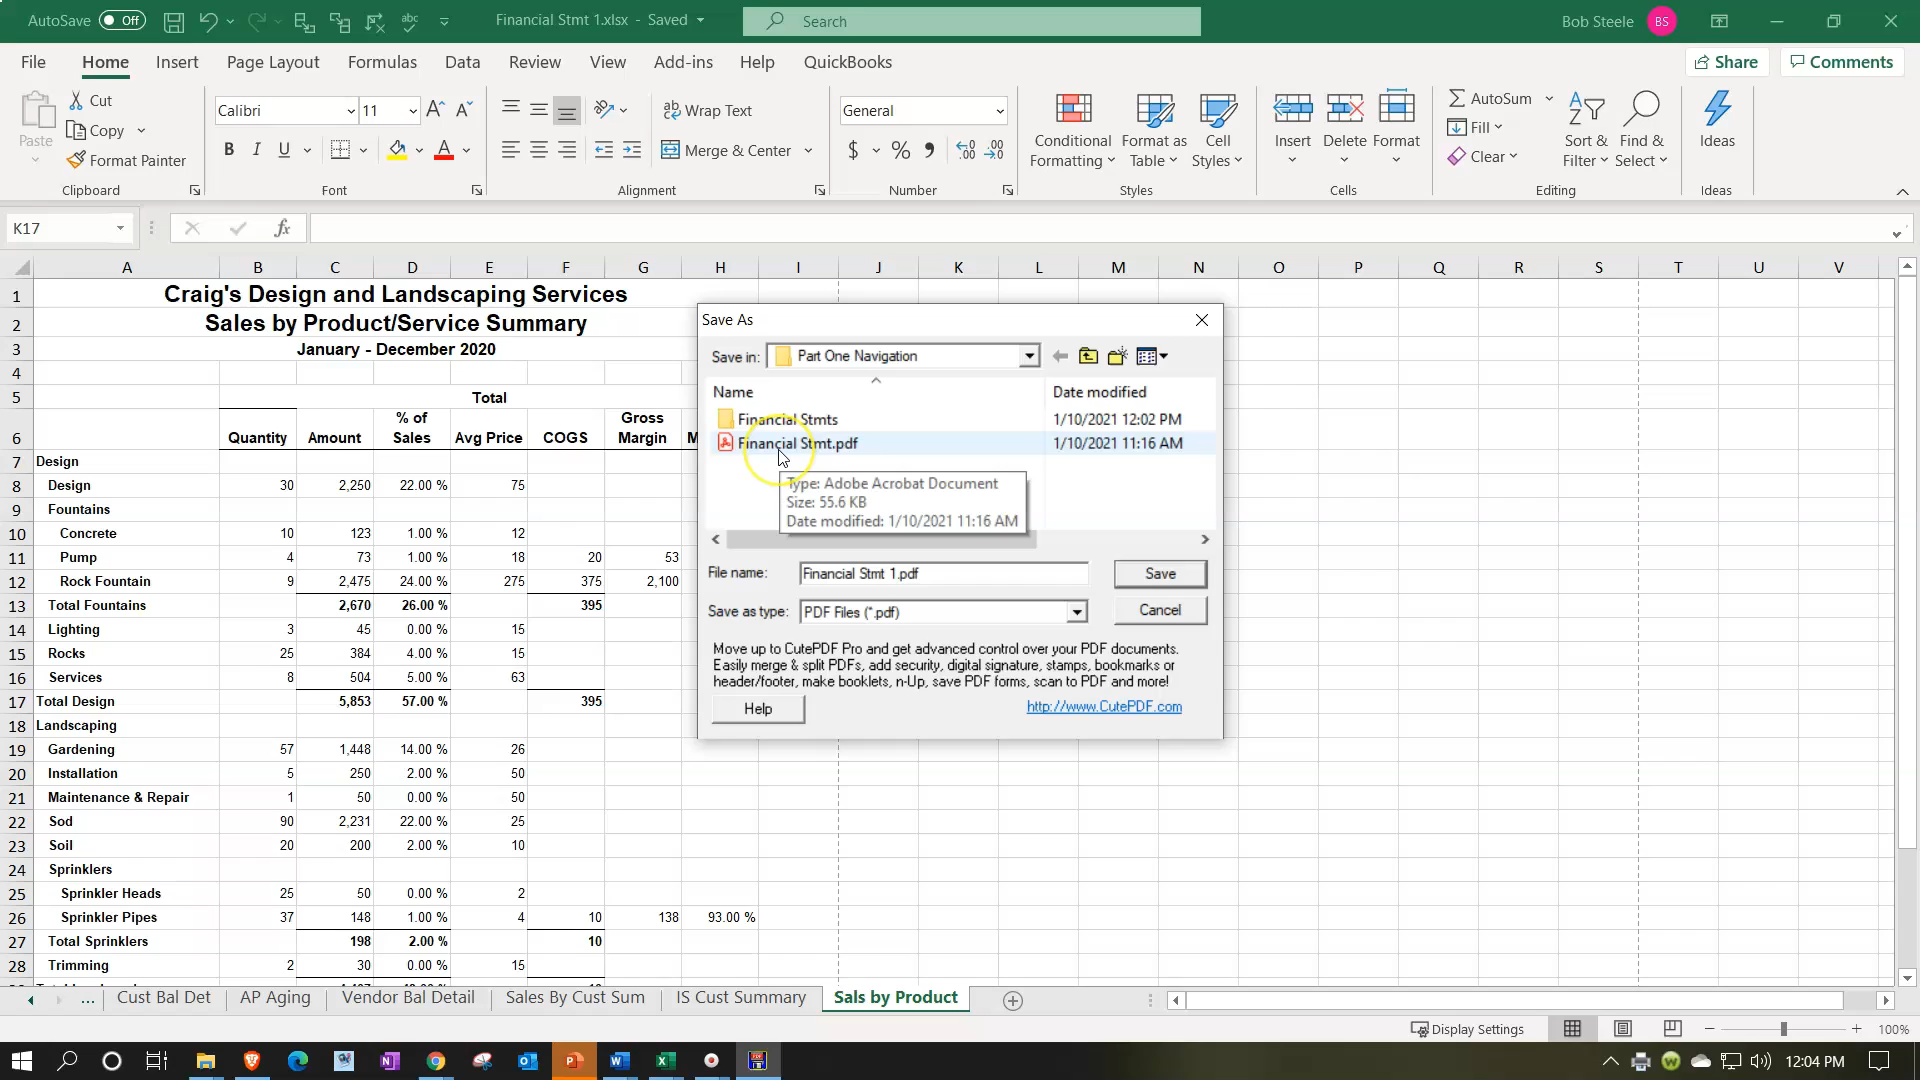 AutoSave Off Financial Stmt 1.xlsx - Saved Search Bob Steele BS
File Home Insert Page Layout Formulas Data Review View Add-ins Help QuickBooks Share Comments
Paste Cut Copy Format Painter
Calibri 11 B I U A A A
ab Wrap Text Merge & Center
General $ % 9
Conditional Formatting Format as Table Cell Styles
Insert Delete Format
AutoSum Fill Clear Sort & Filter Find & Select
Ideas
Clipboard Font Alignment Number Styles Cells Editing Ideas
K17 fx
A B C D E F G H I J K L M N O P Q R S T U V
1 Craig's Design and Landscaping Services
2 Sales by Product/Service Summary
3 January - December 2020
4
5 Total
6 Quantity Amount % of Sales Avg Price COGS Gross Margin M
7 Design
8 Design 30 2,250 22.00 % 75
9 Fountains
10 Concrete 10 123 1.00 % 12
11 Pump 4 73 1.00 % 18 20 53
12 Rock Fountain 9 2,475 24.00 % 275 375 2,100
13 Total Fountains 2,670 26.00 % 395
14 Lighting 3 45 0.00 % 15
15 Rocks 25 384 4.00 % 15
16 Services 8 504 5.00 % 63
17 Total Design 5,853 57.00 % 395
18 Landscaping
19 Gardening 57 1,448 14.00 % 26
20 Installation 5 250 2.00 % 50
21 Maintenance & Repair 1 50 0.00 % 50
22 Sod 90 2,231 22.00 % 25
23 Soil 20 200 2.00 % 10
24 Sprinklers
25 Sprinkler Heads 25 50 0.00 % 2
26 Sprinkler Pipes 37 148 1.00 % 4 10 138 93.00 %
27 Total Sprinklers 198 2.00 % 10
28 Trimming 2 30 0.00 % 15
Save As
Save in: Part One Navigation
Name Date modified
Financial Stmts 1/10/2021 12:02 PM
Financial Stmt.pdf 1/10/2021 11:16 AM
Type: Adobe Acrobat Document
Size: 55.6 KB
Date modified: 1/10/2021 11:16 AM
File name: Financial Stmt 1.pdf Save
Save as type: PDF Files (*.pdf) Cancel
Move up to CutePDF Pro and get advanced control over your PDF documents.
Easily merge & split PDFs, add security, digital signature, stamps, bookmarks or
header/footer, make booklets, n-Up, save PDF forms, scan to PDF and more!
Help http://www.CutePDF.com
... Cust Bal Det AP Aging Vendor Bal Detail Sales By Cust Sum IS Cust Summary Sals by Product
Display Settings 100%
12:04 PM